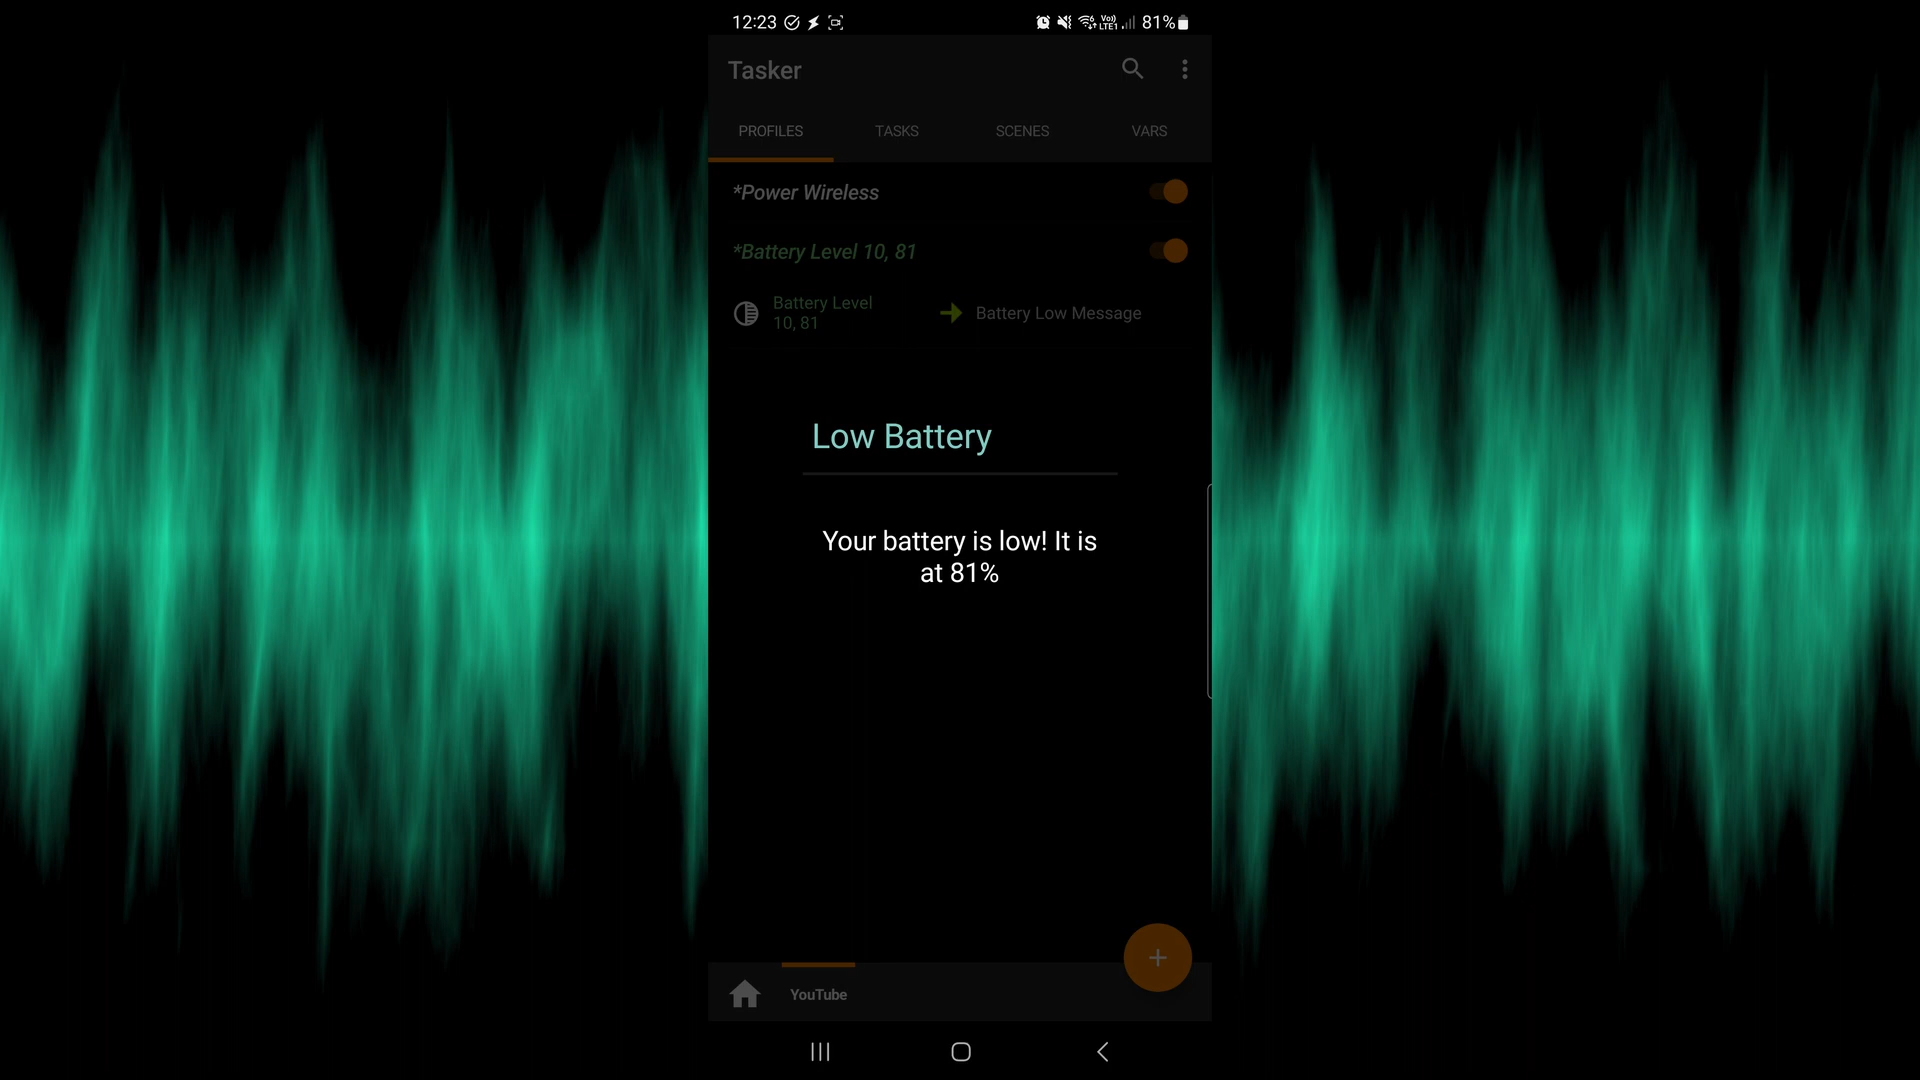 12:23 81%
Tasker
PROFILES TASKS SCENES VARS
*Power Wireless
*Battery Level 10, 81
Battery Level
10, 81
Battery Low Message
Low Battery
Your battery is low! It is
at 81%
YouTube